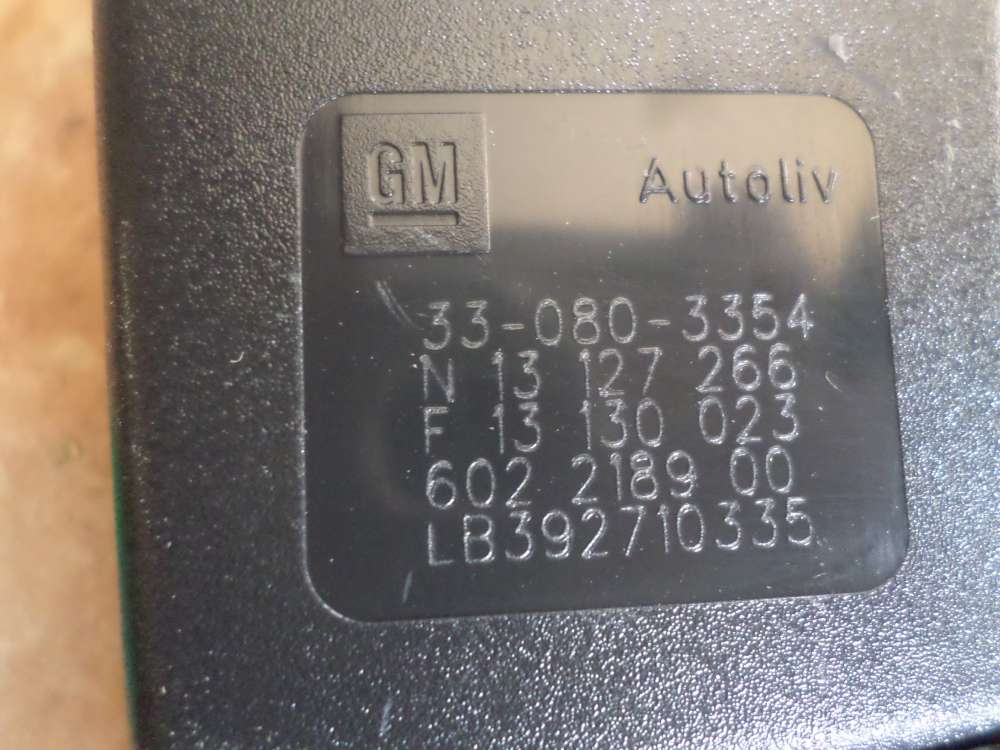 GM Autoliv
33-080-3354
N 13 127 266
F 13 130 023
602 2189 00
LB392710335